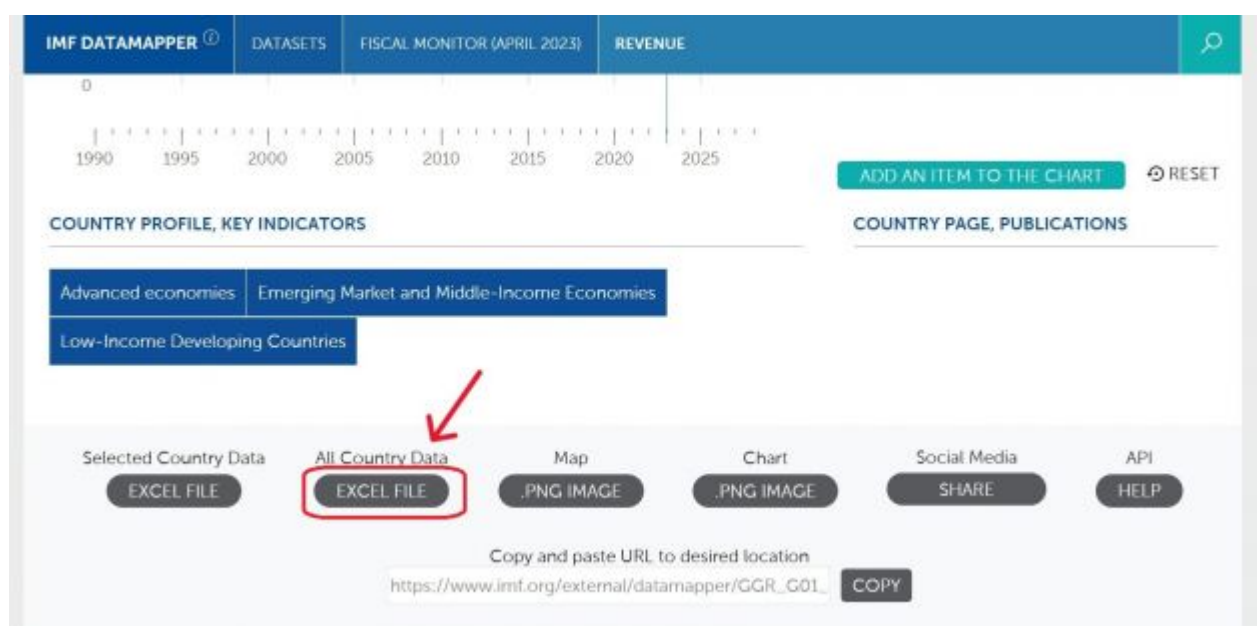 IMF DATAMAPPER i DATASETS FISCAL MONITOR (APRIL 2023) REVENUE
0
1990 1995 2000 2005 2010 2015 2020 2025
ADD AN ITEM TO THE CHART RESET
COUNTRY PROFILE, KEY INDICATORS COUNTRY PAGE, PUBLICATIONS
Advanced economies Emerging Market and Middle-Income Economies
Low-Income Developing Countries
Selected Country Data All Country Data Map Chart Social Media API
EXCEL FILE EXCEL FILE .PNG IMAGE .PNG IMAGE SHARE HELP
Copy and paste URL to desired location
https://www.imf.org/external/datamapper/GGR_G01_ COPY